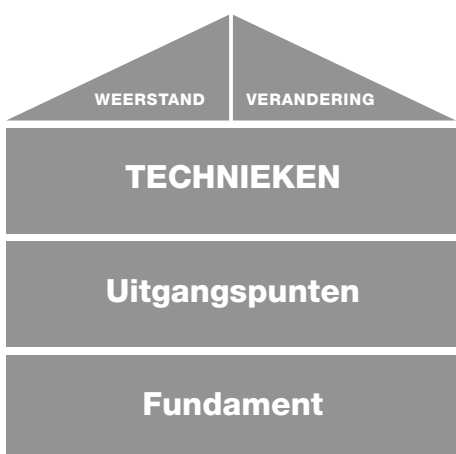 WEERSTAND VERANDERING
TECHNIEKEN
Uitgangspunten
Fundament